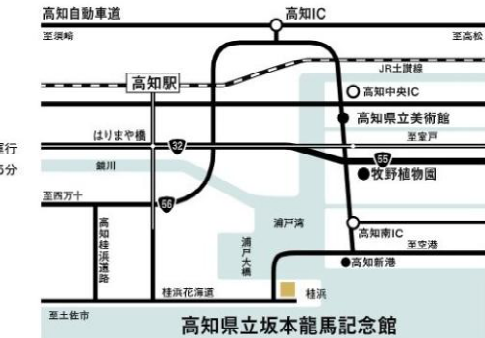 高知自動車道
高知IC
至須崎
至高松
JR土讃線
高知駅
高知中央IC
高知県立美術館
はりまや橋
至室戸
行
32
55
分
鏡川
牧野植物園
至四万十
56
浦戸湾
高知桂浜道路
浦戸大橋
高知南IC
至空港
高知新港
桂浜花海道
桂浜
至土佐市
高知県立坂本龍馬記念館